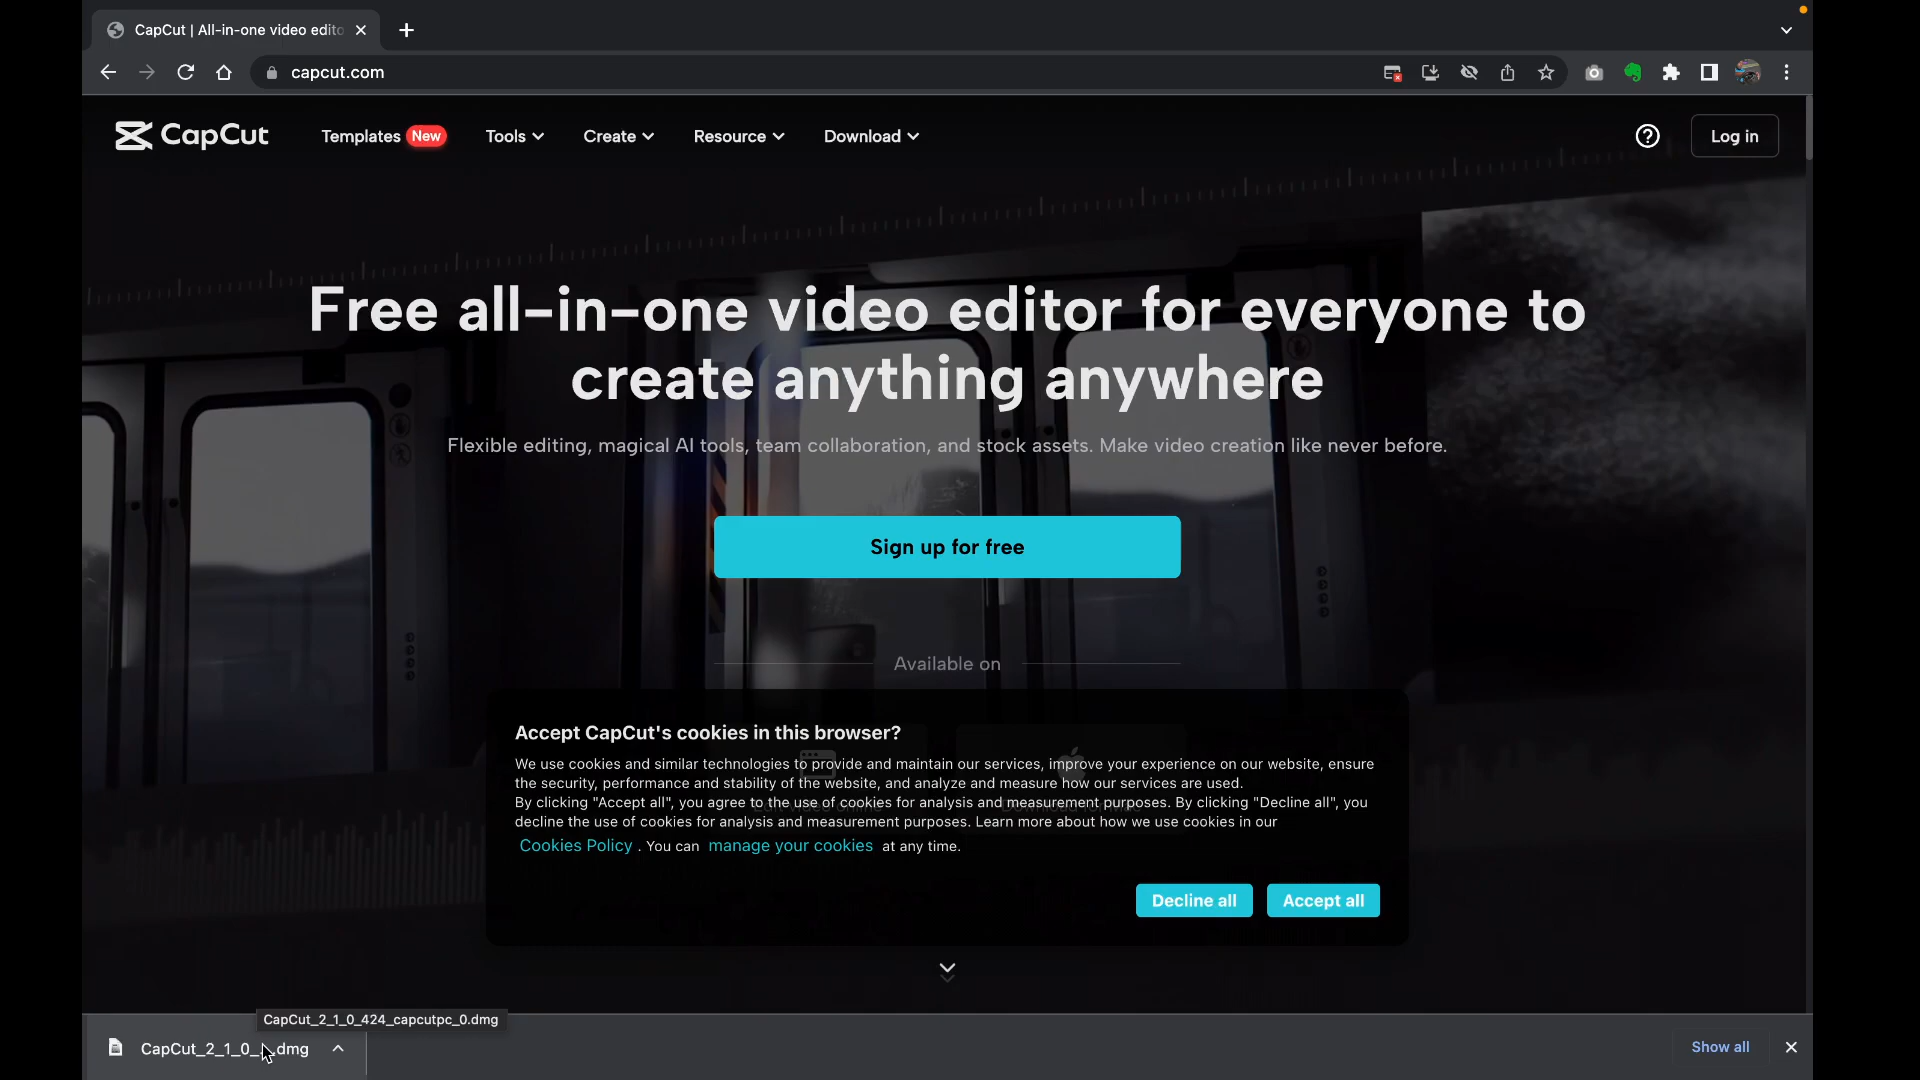 CapCut | All-in-one video edito
capcut.com
CapCut
Templates New
Tools
Create
Resource
Download
Log in
Free all-in-one video editor for everyone to
create anything anywhere
Flexible editing, magical AI tools, team collaboration, and stock assets. Make video creation like never before.
Sign up for free
Available on
Accept CapCut's cookies in this browser?
We use cookies and similar technologies to provide and maintain our services, improve your experience on our website, ensure
the security, performance and stability of the website, and analyze and measure how our services are used.
By clicking "Accept all", you agree to the use of cookies for analysis and measurement purposes. By clicking "Decline all", you
decline the use of cookies for analysis and measurement purposes. Learn more about how we use cookies in our
Cookies Policy . You can manage your cookies at any time.
Decline all
Accept all
CapCut_2_1_0_424_capcutpc_0.dmg
CapCut_2_1_0_....dmg
Show all